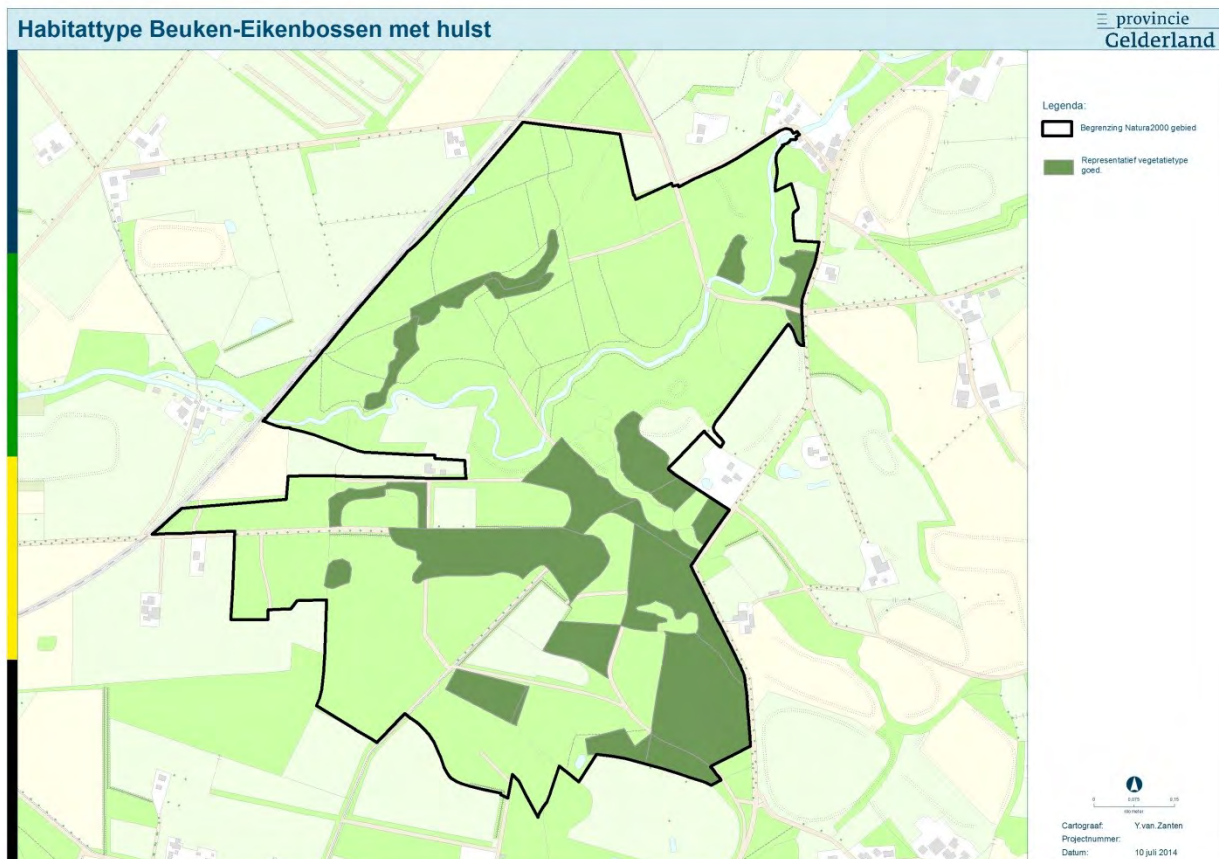 Habitattype Beuken-Eikenbossen met hulst
provincie
Gelderland
Legenda:
Begrenzing Natura2000 gebied
Representatief vegetatietype
goed.
0 0.075 0.15
Kilometer
Cartograaf: Y.van.Zanten
Projectnummer:
Datum: 10 juli 2014